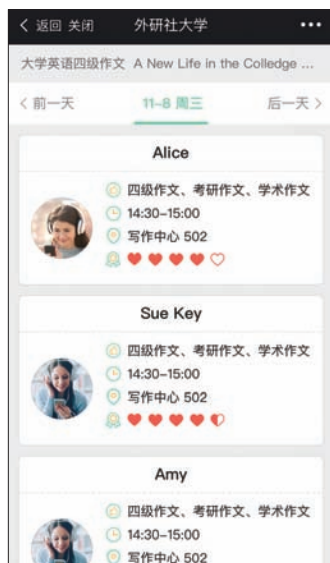 返回 关闭 外研社大学
大学英语四级作文 A New Life in the Colledge ...
前一天 11-8 周三 后一天
Alice
四级作文、考研作文、学术作文
14:30-15:00
写作中心 502
Sue Key
四级作文、考研作文、学术作文
14:30-15:00
写作中心 502
Amy
四级作文、考研作文、学术作文
14:30-15:00
写作中心 502